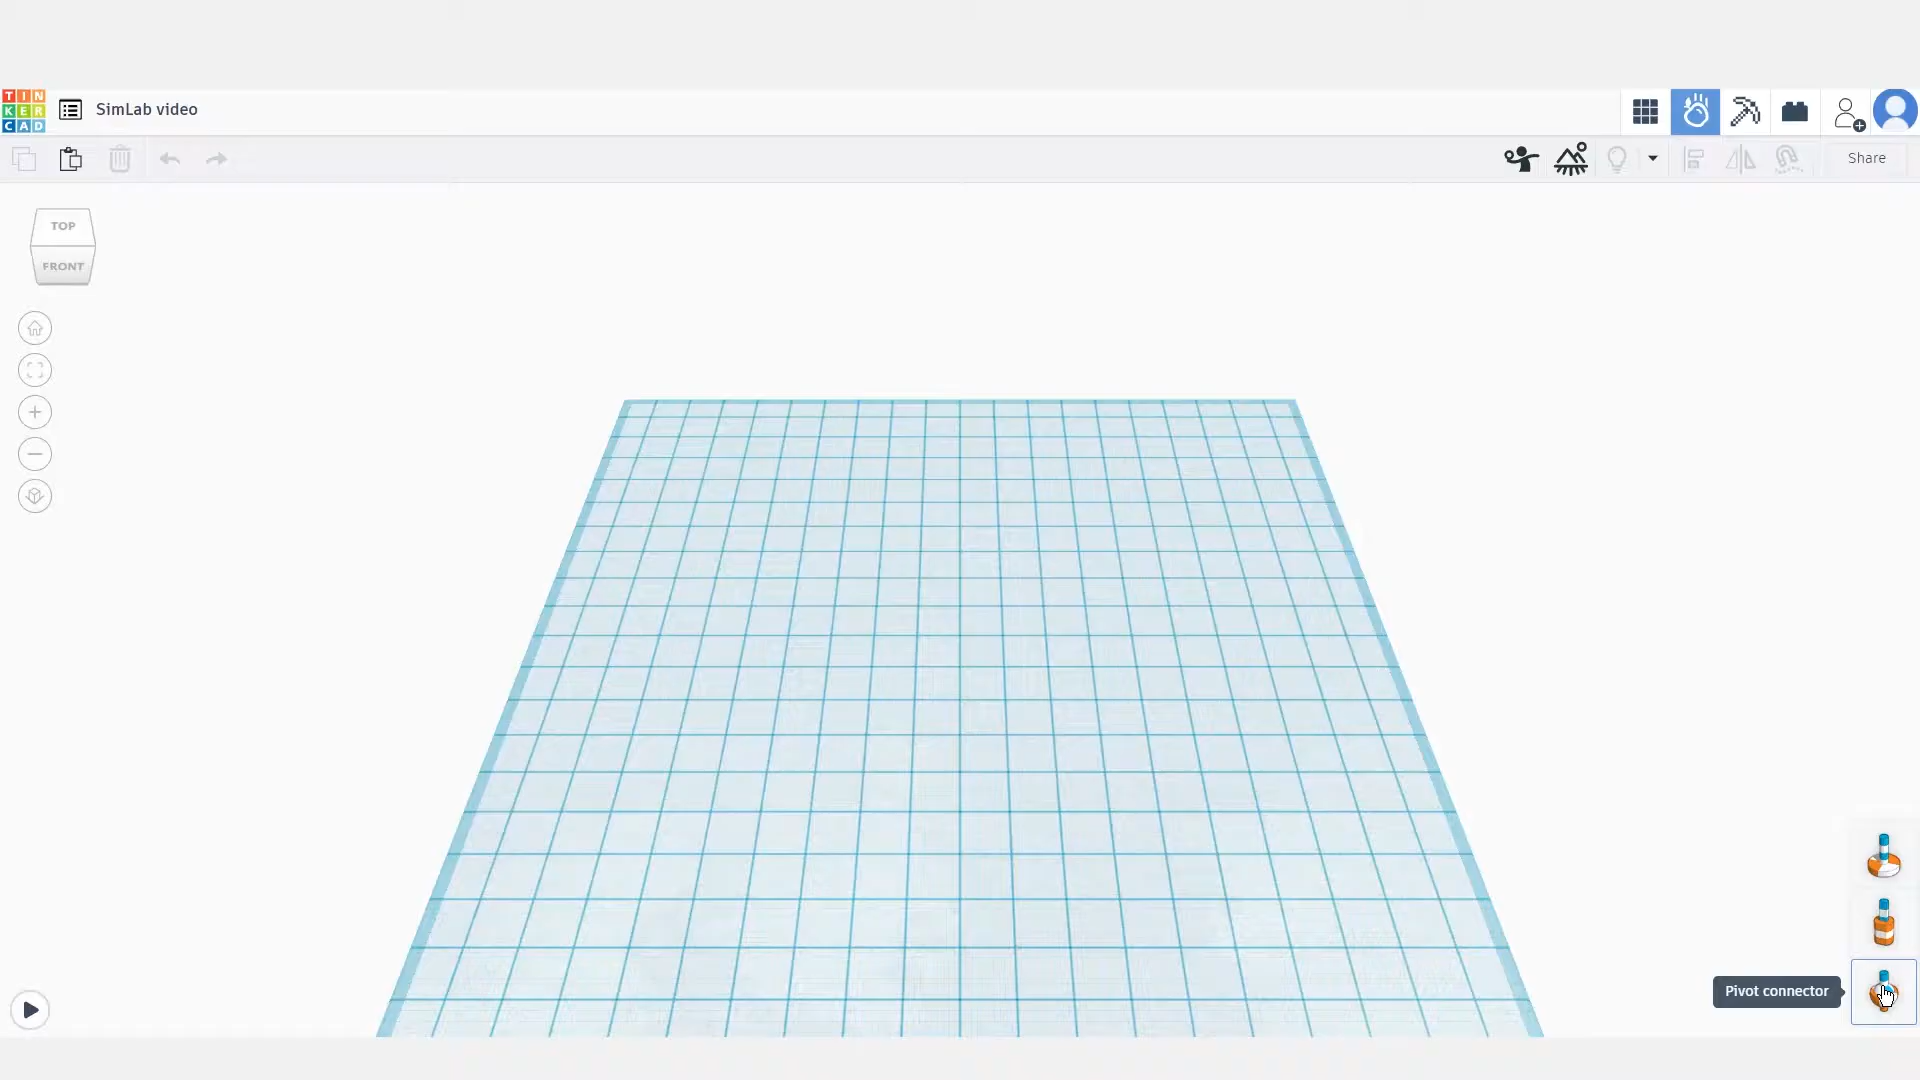 TIN
KER
CAD
SimLab video
Share
TOP
FRONT
Pivot connector